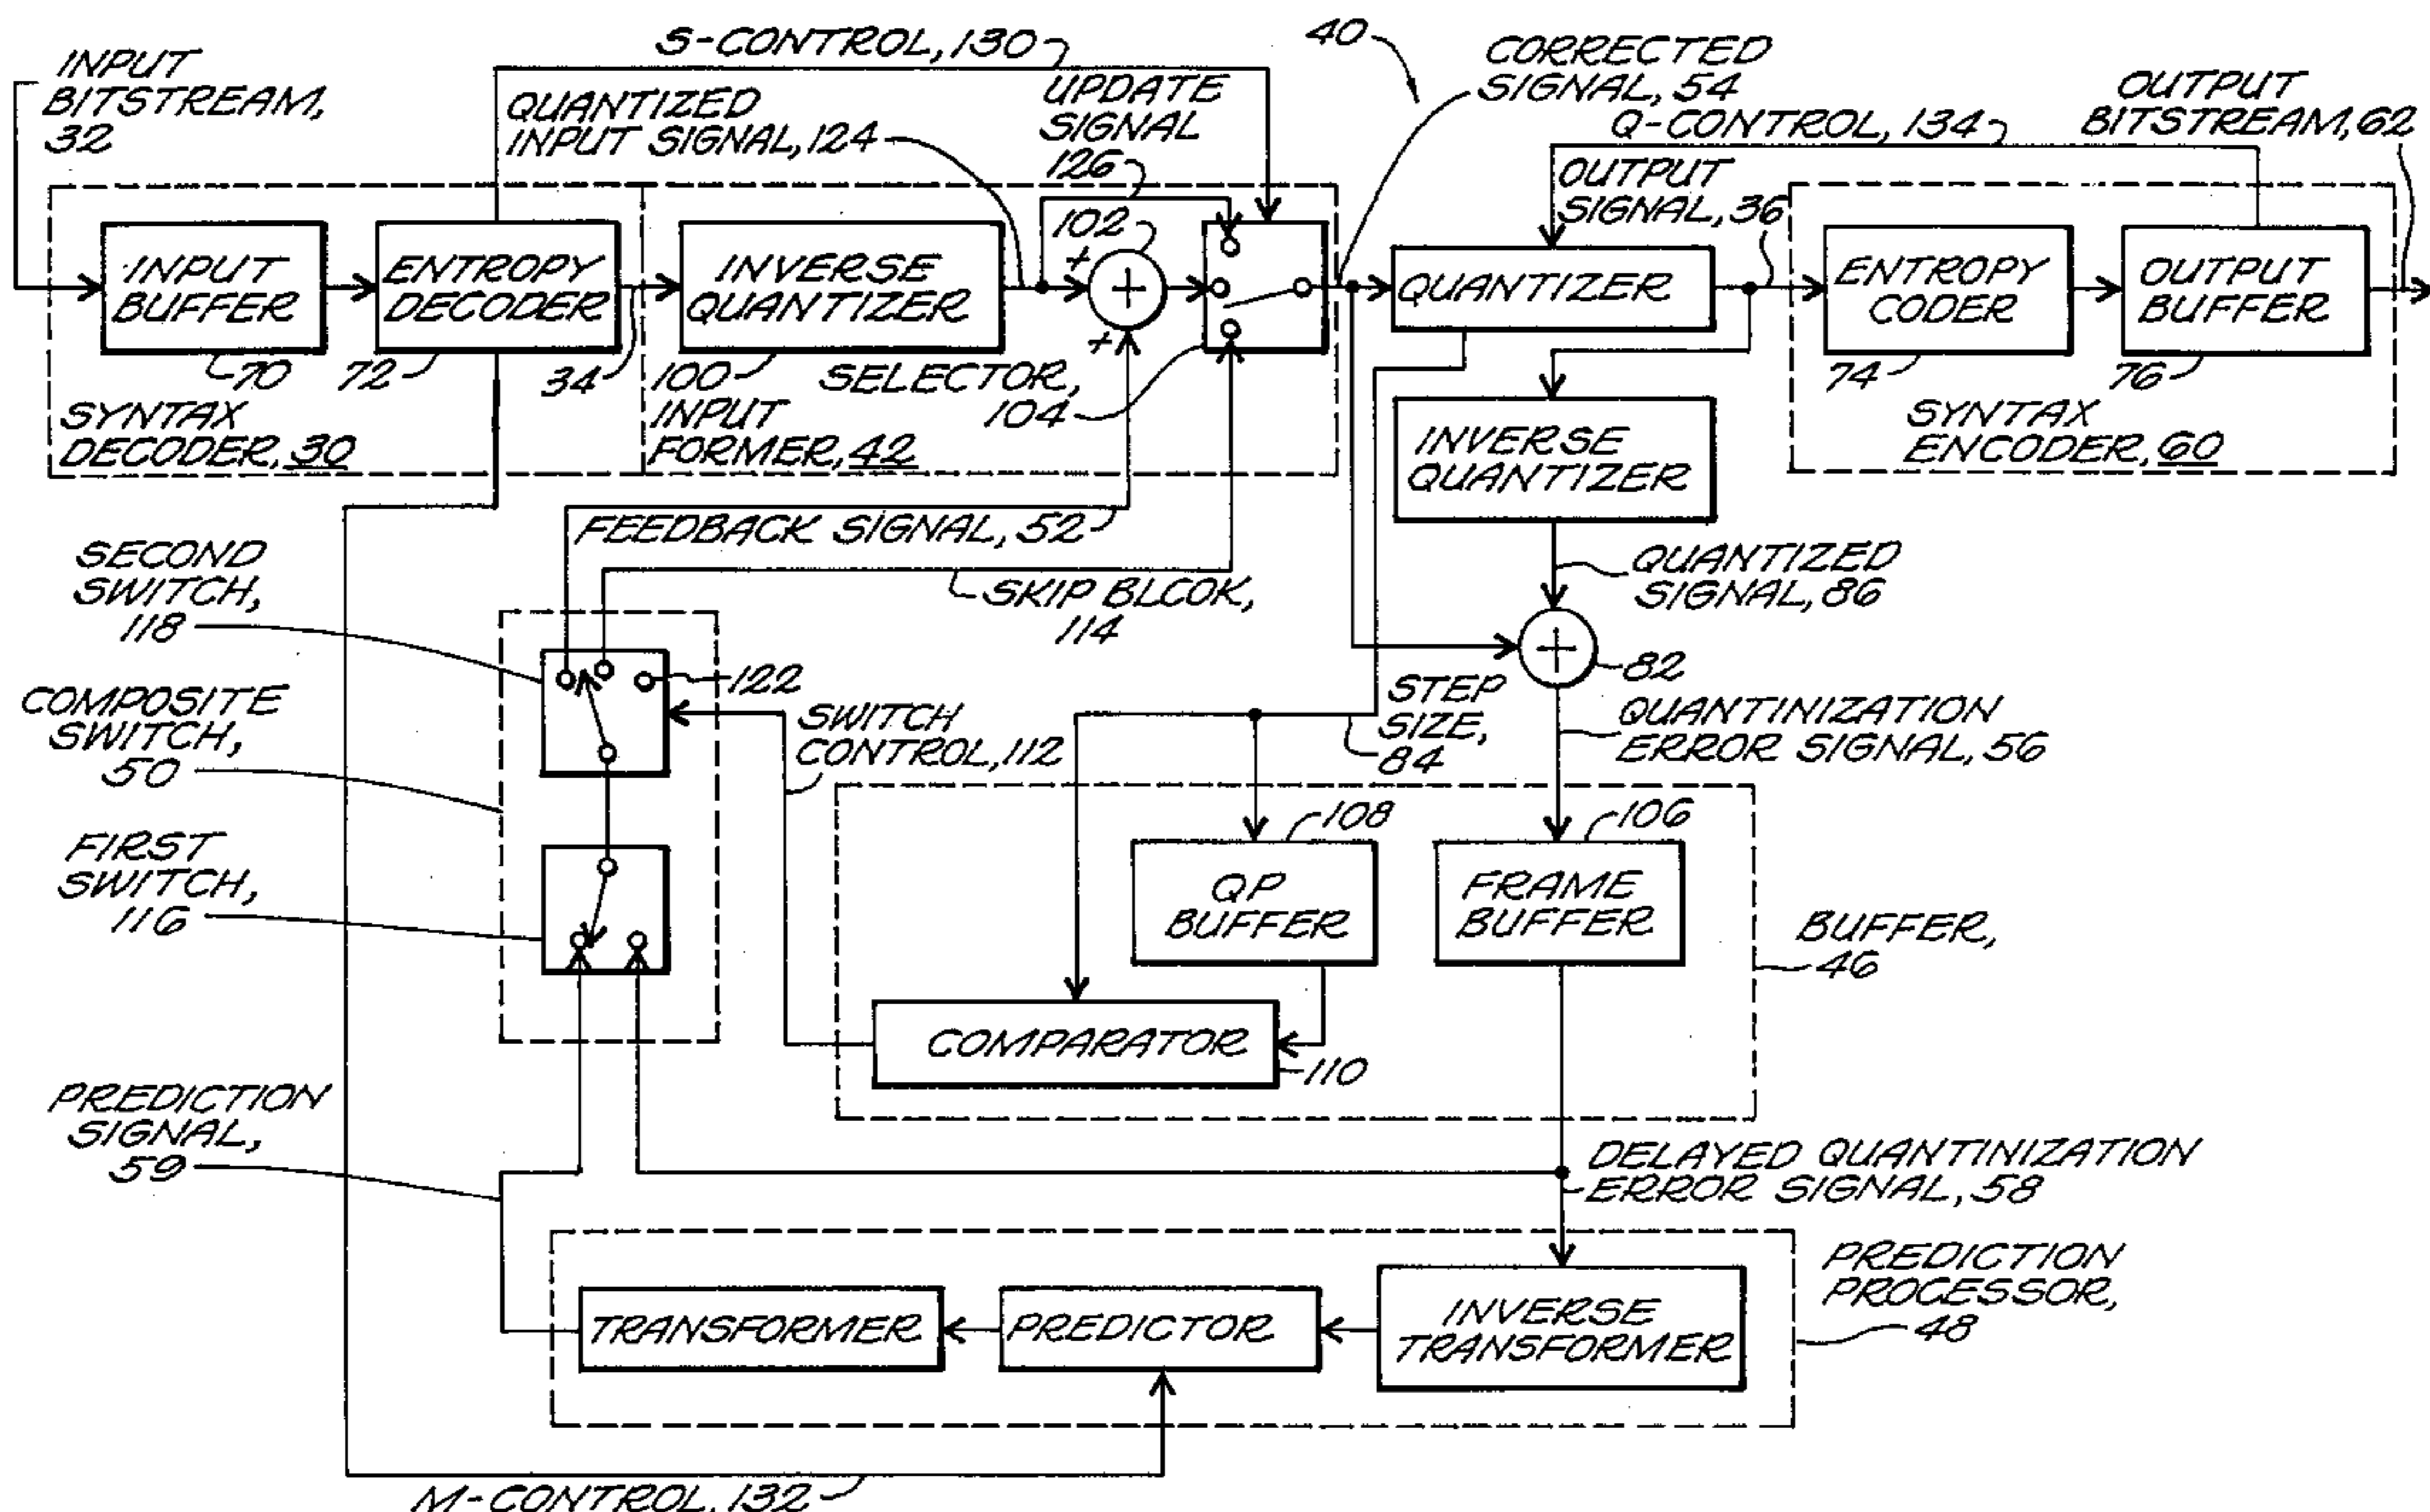 S-CONTROL, 130
40
INPUT
BITSTREAM,
32
QUANTIZED
INPUT SIGNAL, 124
UPDATE
SIGNAL
126
CORRECTED
SIGNAL, 54
Q-CONTROL, 134
OUTPUT
BITSTREAM, 62
102
+
+
+
OUTPUT
SIGNAL, 36
INPUT
BUFFER
ENTROPY
DECODER
INVERSE
QUANTIZER
QUANTIZER
ENTROPY
CODER
OUTPUT
BUFFER
70
72
34
100
SELECTOR,
104
74
76
SYNTAX
DECODER, 30
INPUT
FORMER, 42
INVERSE
QUANTIZER
SYNTAX
ENCODER, 60
FEEDBACK SIGNAL, 52
SKIP BLCOK,
114
QUANTIZED
SIGNAL, 86
SECOND
SWITCH,
118
122
+
82
COMPOSITE
SWITCH,
50
SWITCH
CONTROL, 112
STEP
SIZE,
84
QUANTINIZATION
ERROR SIGNAL, 56
FIRST
SWITCH,
116
108
106
QP
BUFFER
FRAME
BUFFER
BUFFER,
46
COMPARATOR
110
PREDICTION
SIGNAL,
59
DELAYED QUANTINIZATION
ERROR SIGNAL, 58
TRANSFORMER
PREDICTOR
INVERSE
TRANSFORMER
PREDICTION
PROCESSOR,
48
M-CONTROL, 132